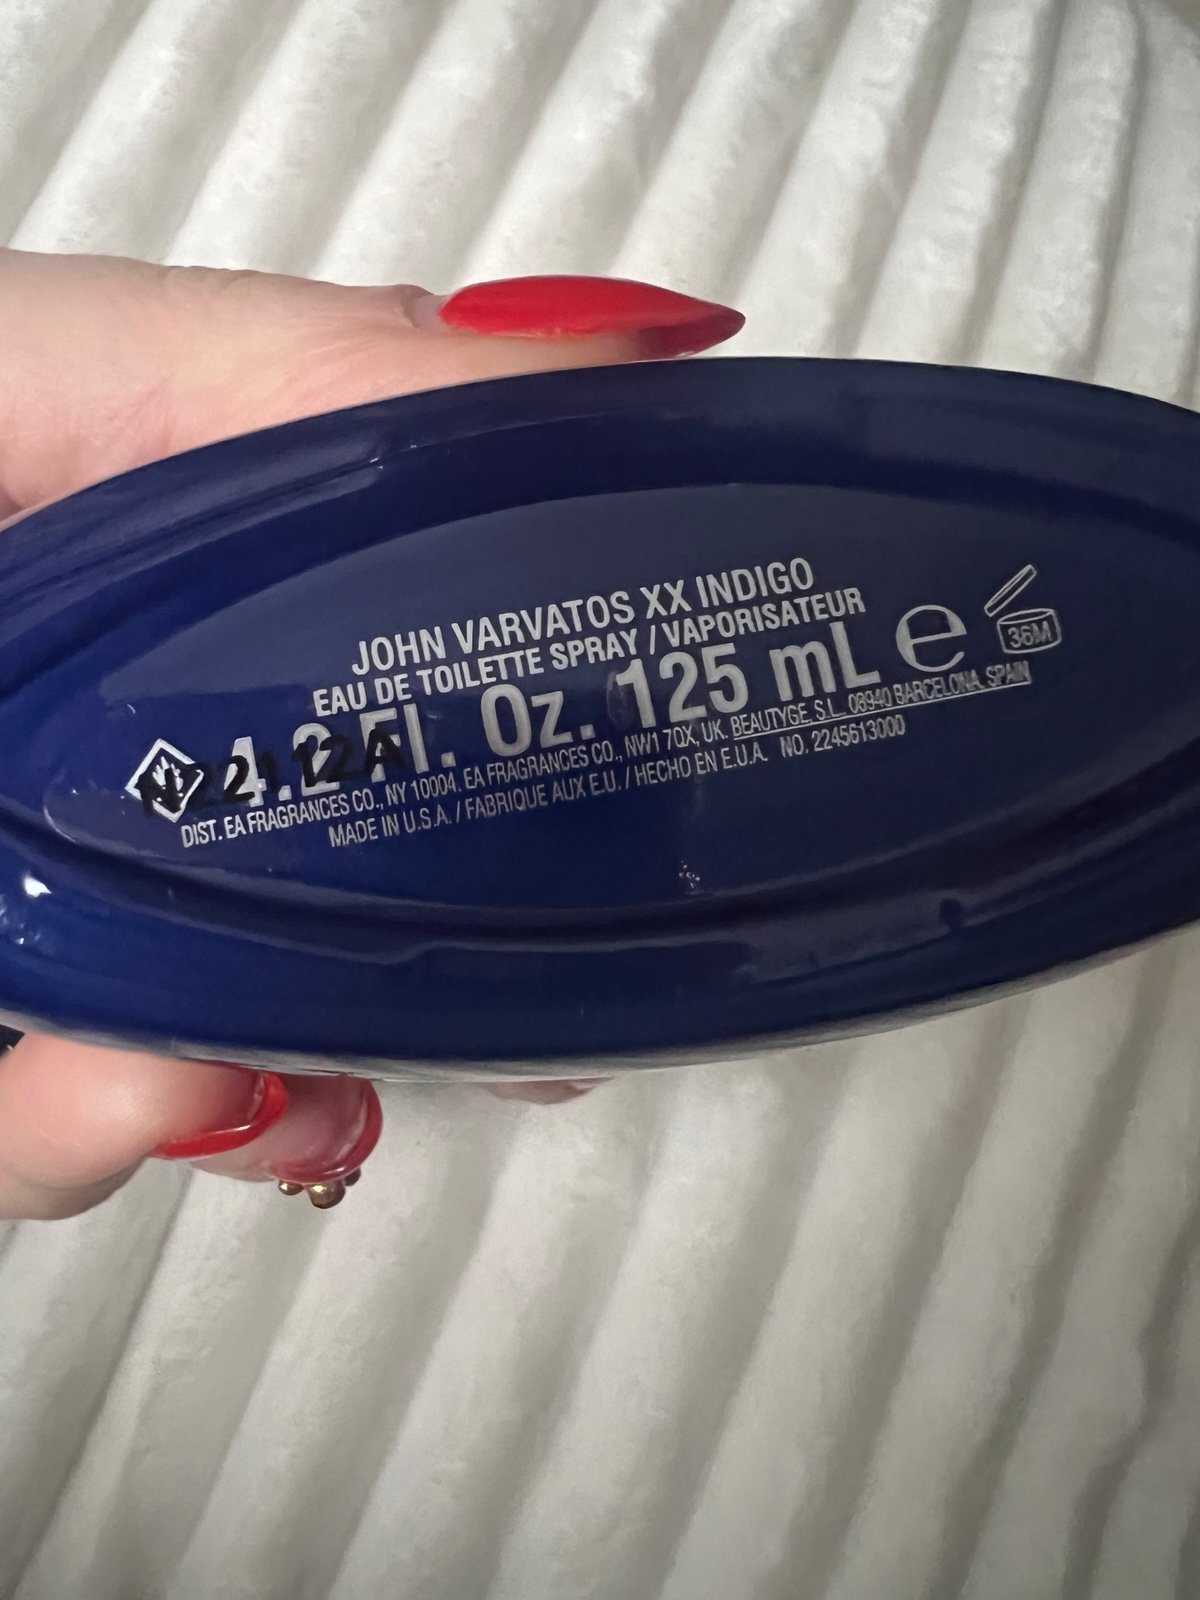 JOHN VARVATOS XX INDIGO
EAU DE TOILETTE SPRAY / VAPORISATEUR
4.2 Fl. Oz. 125 mL e 36M
DIST. EA FRAGRANCES CO., NY 10004. EA FRAGRANCES CO., NW1 7QX, UK. BEAUTYGE, S.L. 08940 BARCELONA. SPAIN
MADE IN U.S.A. / FABRIQUE AUX E.U. / HECHO EN E.U.A. NO. 2245613000